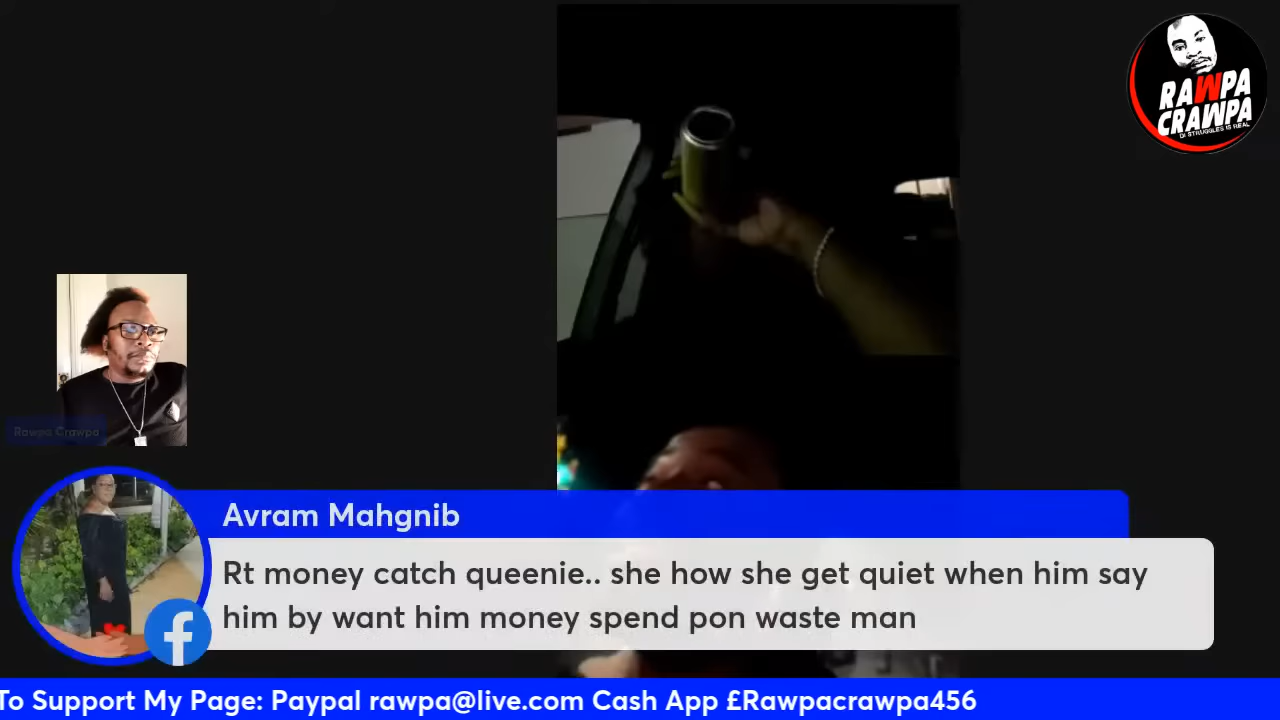 RAWPA
CRAWPA
DI STRUGGLES IS REAL
Rawpa Crawpa
Avram Mahgnib
Rt money catch queenie.. she how she get quiet when him say
him by want him money spend pon waste man
To Support My Page: Paypal rawpa@live.com Cash App £Rawpacrawpa456